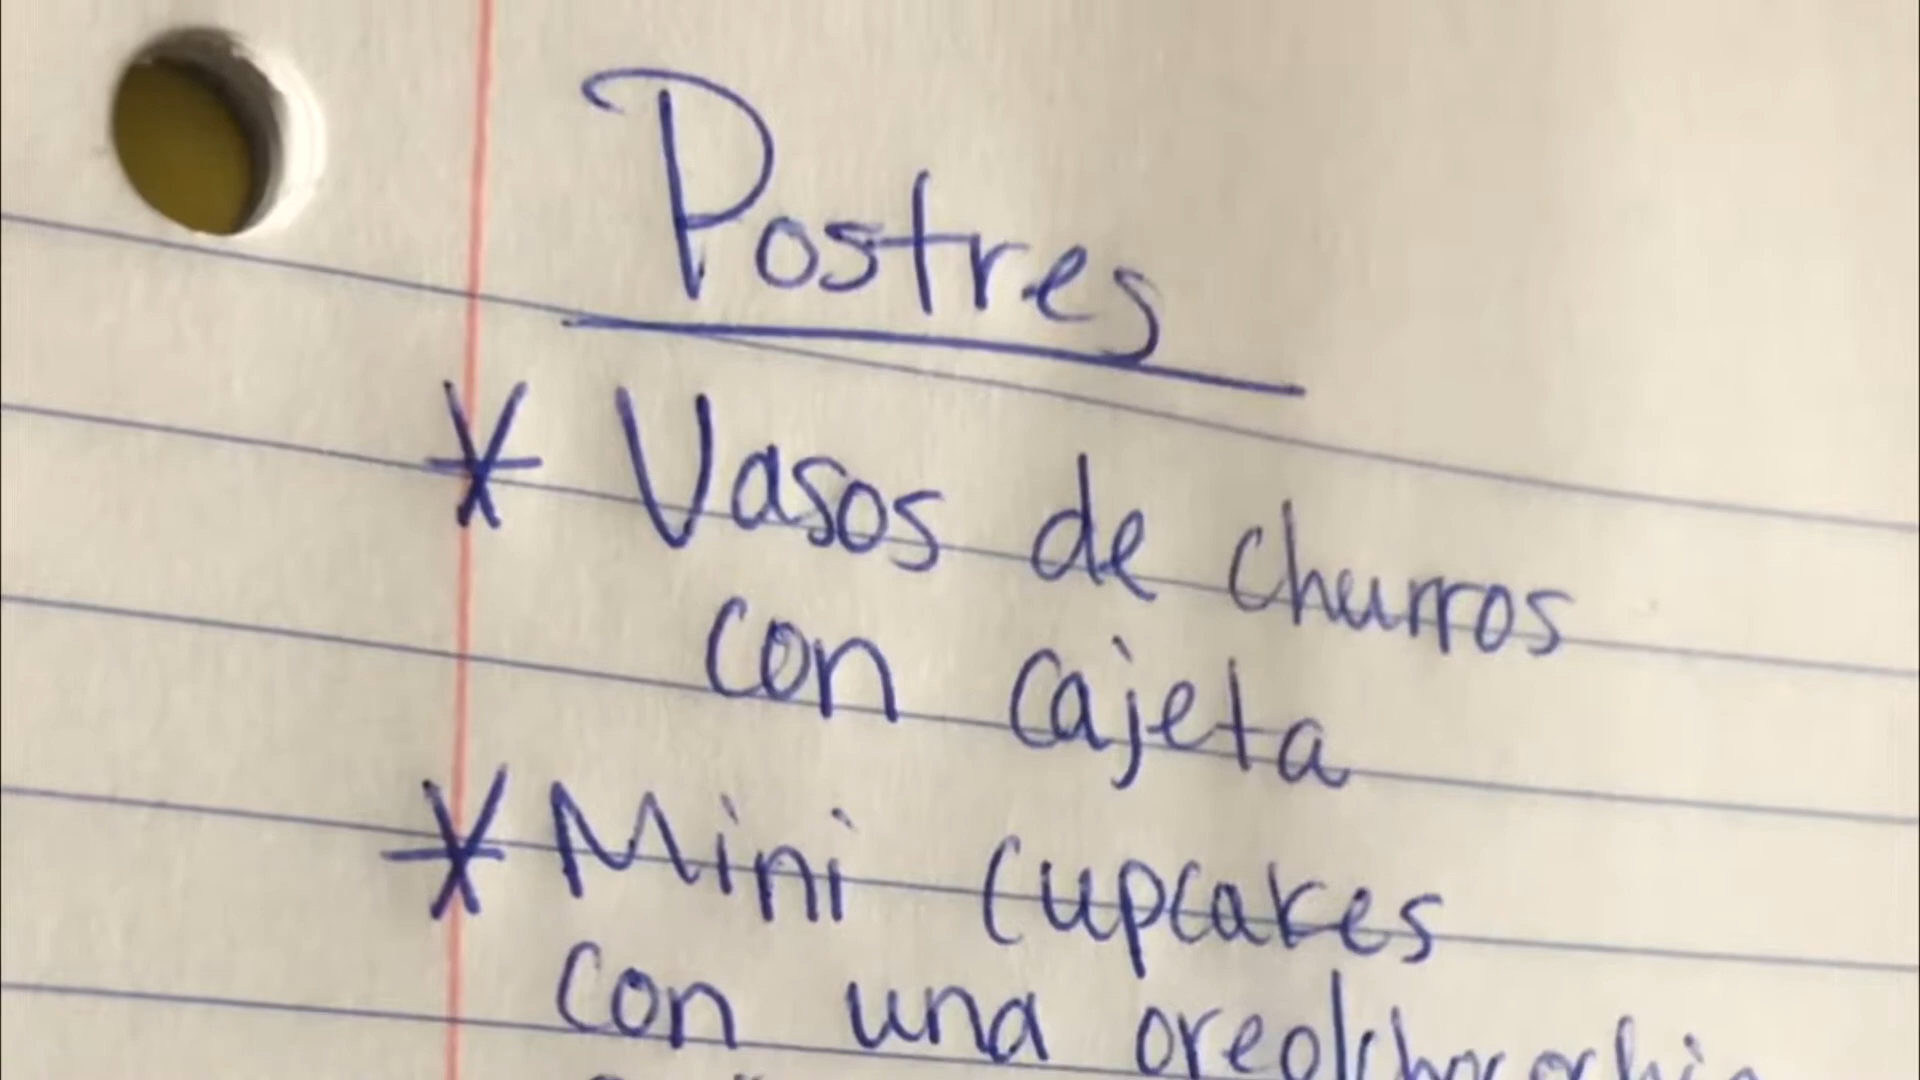 Postres
* Vasos de churros
con cajeta
* Mini cupcakes
con una